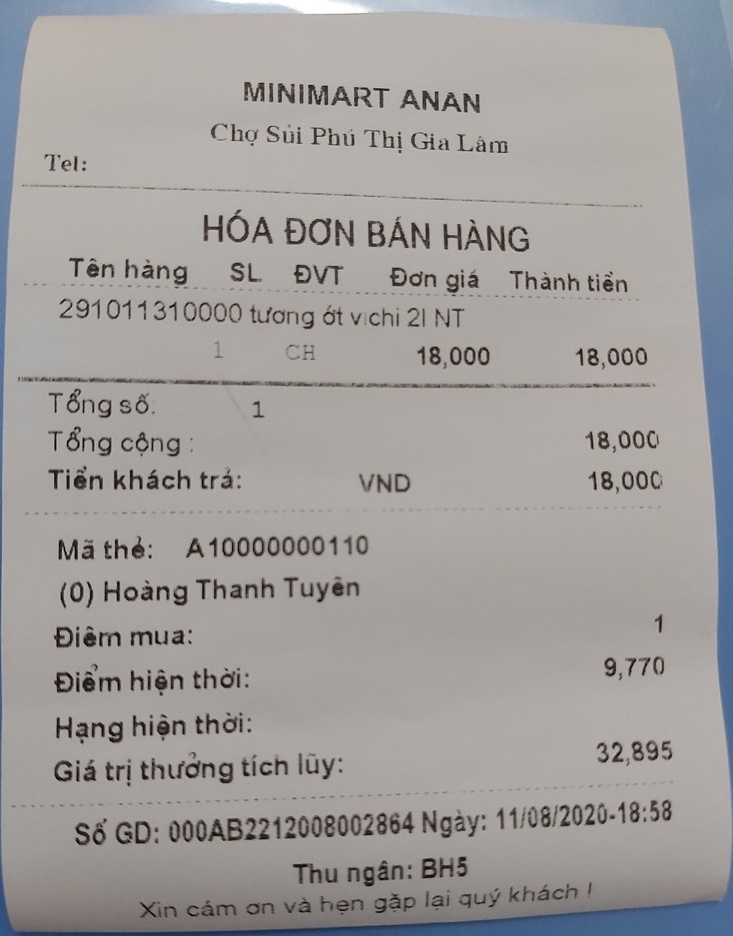 MINIMART ANAN
Chợ Sủi Phú Thị Gia Lâm
Tel:
HÓA ĐƠN BÁN HÀNG
Tên hàng SL ĐVT Đơn giá Thành tiền
291011310000 tương ớt vichi 2l NT
1 CH 18,000 18,000
Tổng số. 1
Tổng cộng : 18,000
Tiền khách trả: VND 18,000
Mã thẻ: A10000000110
(0) Hoàng Thanh Tuyên
Điểm mua: 1
Điểm hiện thời: 9,770
Hạng hiện thời:
Giá trị thưởng tích lũy: 32,895
Số GD: 000AB2212008002864 Ngày: 11/08/2020-18:58
Thu ngân: BH5
Xin cám ơn và hẹn gặp lại quý khách !